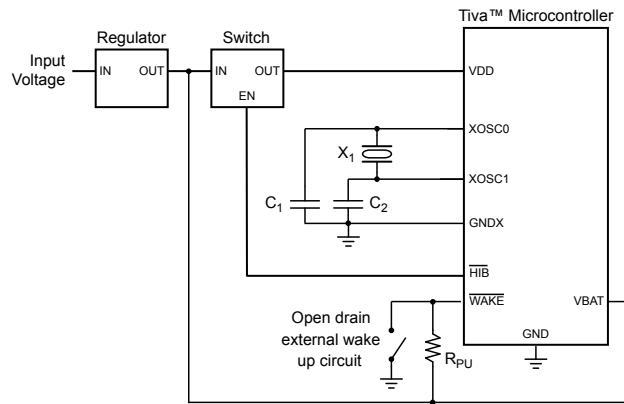 Tiva™ Microcontroller
Regulator
Switch
Input
Voltage
IN
OUT
IN
OUT
EN
VDD
XOSC0
X1
XOSC1
C1
C2
GNDX
HIB
WAKE
VBAT
Open drain
external wake
up circuit
RPU
GND